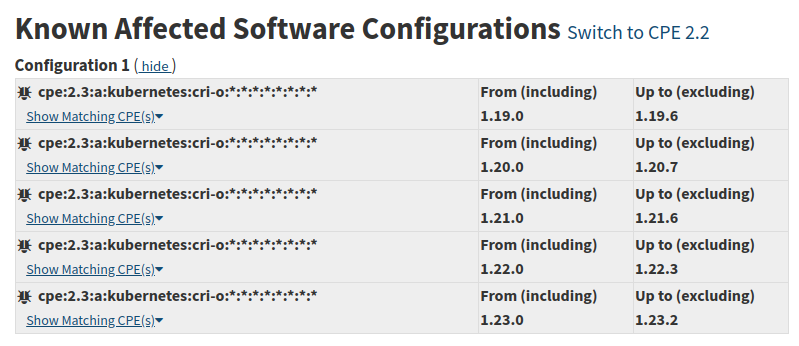 Known Affected Software Configurations Switch to CPE 2.2
Configuration 1 ( hide )
cpe:2.3:a:kubernetes:cri-o:*:*:*:*:*:*:*:* From (including) Up to (excluding)
Show Matching CPE(s) 1.19.0 1.19.6
cpe:2.3:a:kubernetes:cri-o:*:*:*:*:*:*:*:* From (including) Up to (excluding)
Show Matching CPE(s) 1.20.0 1.20.7
cpe:2.3:a:kubernetes:cri-o:*:*:*:*:*:*:*:* From (including) Up to (excluding)
Show Matching CPE(s) 1.21.0 1.21.6
cpe:2.3:a:kubernetes:cri-o:*:*:*:*:*:*:*:* From (including) Up to (excluding)
Show Matching CPE(s) 1.22.0 1.22.3
cpe:2.3:a:kubernetes:cri-o:*:*:*:*:*:*:*:* From (including) Up to (excluding)
Show Matching CPE(s) 1.23.0 1.23.2